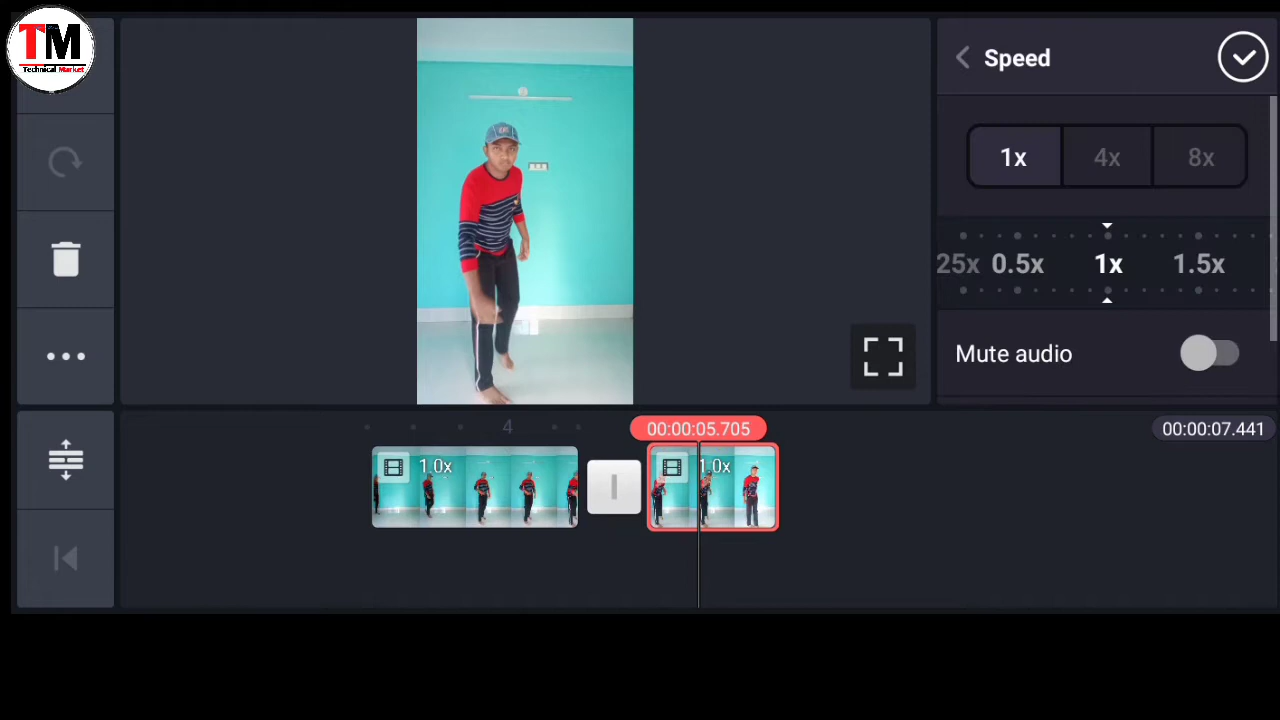 TM
Technical Market
Speed
1x
4x
8x
25x
0.5x
1x
1.5x
Mute audio
4
00:00:05.705
00:00:07.441
1.0x
1.0x